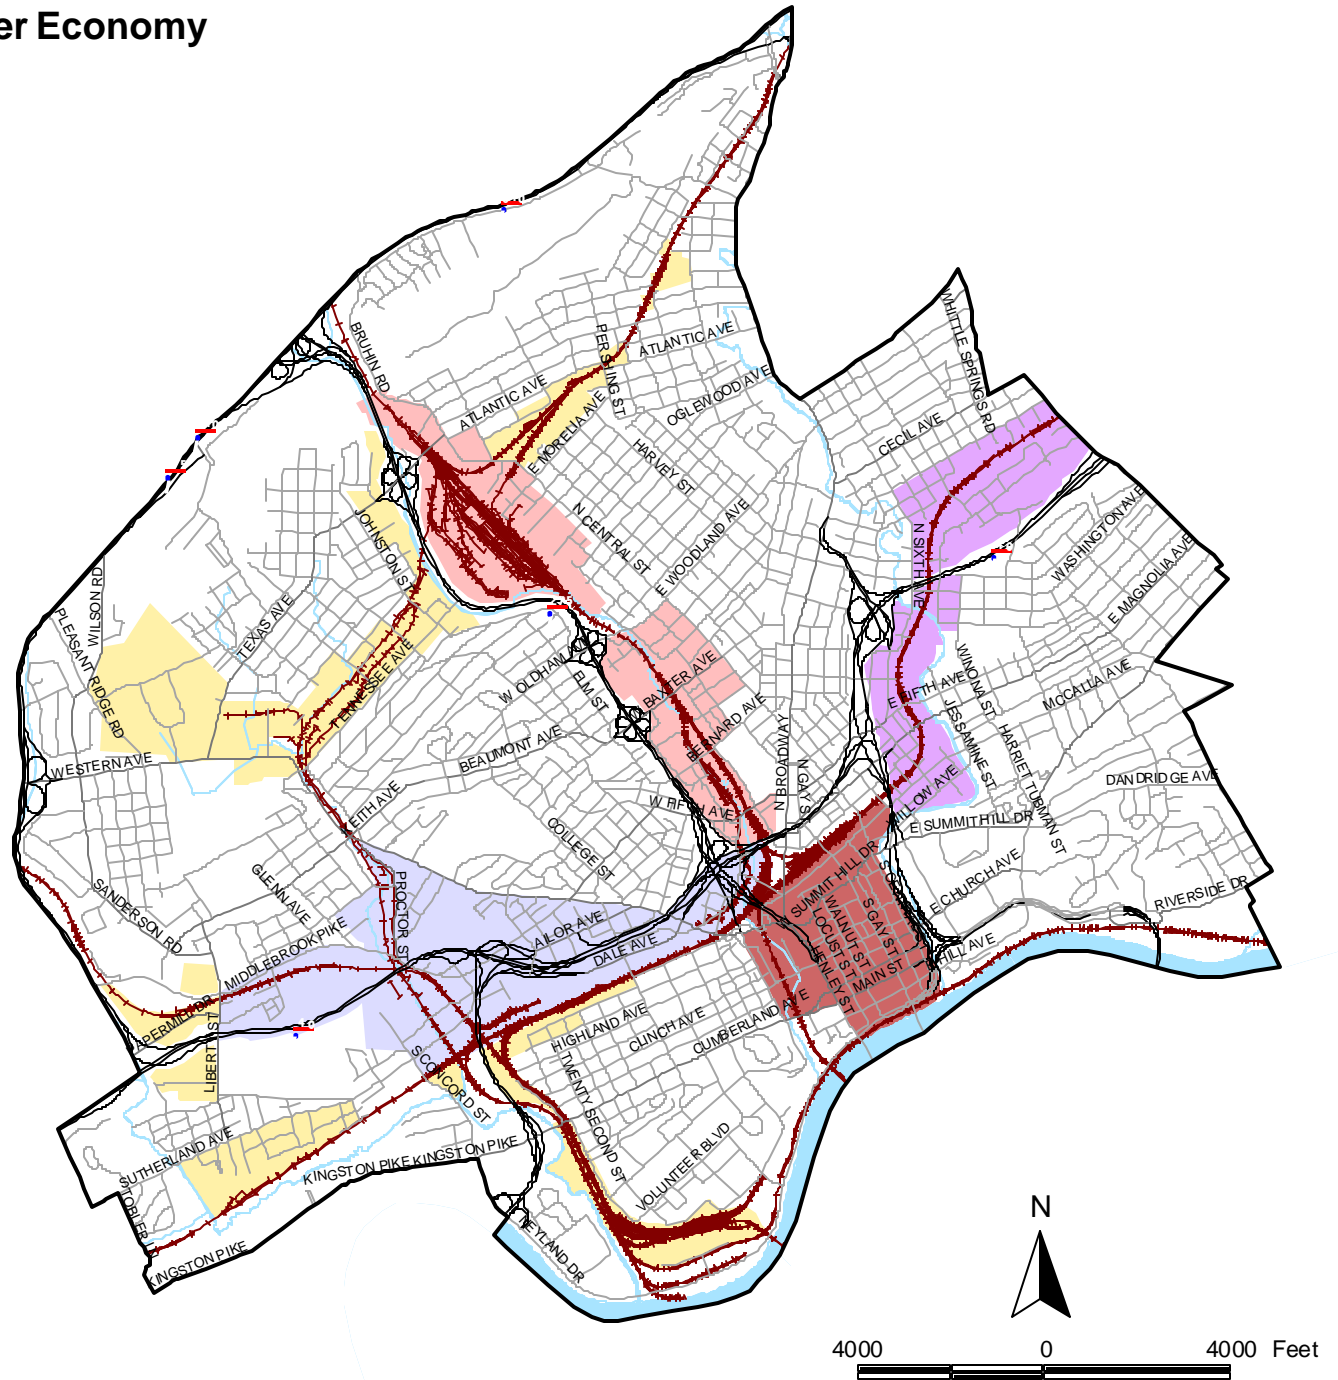 er Economy
WHITTLE SPRINGS RD
BRUHIN RD
PERSHING ST
ATLANTIC AVE
ATLANTIC AVE
OGLEWOOD AVE
E MORELIA AVE
CECIL AVE
HARVEY ST
N CENTRAL ST
E WOODLAND AVE
WASHINGTON AVE
JOHNSTON ST
N SIXTH AVE
E MAGNOLIA AVE
WILSON RD
PLEASANT RIDGE RD
TEXAS AVE
TENNESSEE AVE
W OLDHAM AV
ELM ST
BAXTER AVE
WINONA ST
MCCALLA AVE
E FIFTH AVE
JESSAMINE ST
HARRIET TUBMAN ST
BERNARD AVE
BEAUMONT AVE
N BROADWAY
N GAY S
WESTERN AVE
DANDRIDGE AVE
KEITH AVE
W FIFTH AVE
WILLOW AVE
E SUMMIT HILL DR
COLLEGE ST
SUMMIT HILL DR
GLENN AVE
PROCTOR ST
SANDERSON RD
MIDDLEBROOK PIKE
AILOR AVE
DALE AVE
WALNUT ST
LOCUST ST
S GAY ST
HENLEY ST
MAIN ST
HILL AVE
E CHURCH AVE
RIVERSIDE DR
PAPERMILL DR
LIBERTY ST
HIGHLAND AVE
CLINCH AVE
CUMBERLAND AVE
S CONCORD ST
TWENTY SECOND ST
SUTHERLAND AVE
KINGSTON PIKE
KINGSTON PIKE
VOLUNTEER BLVD
NEYLAND DR
KINGSTON PIKE
N
4000 0 4000 Feet